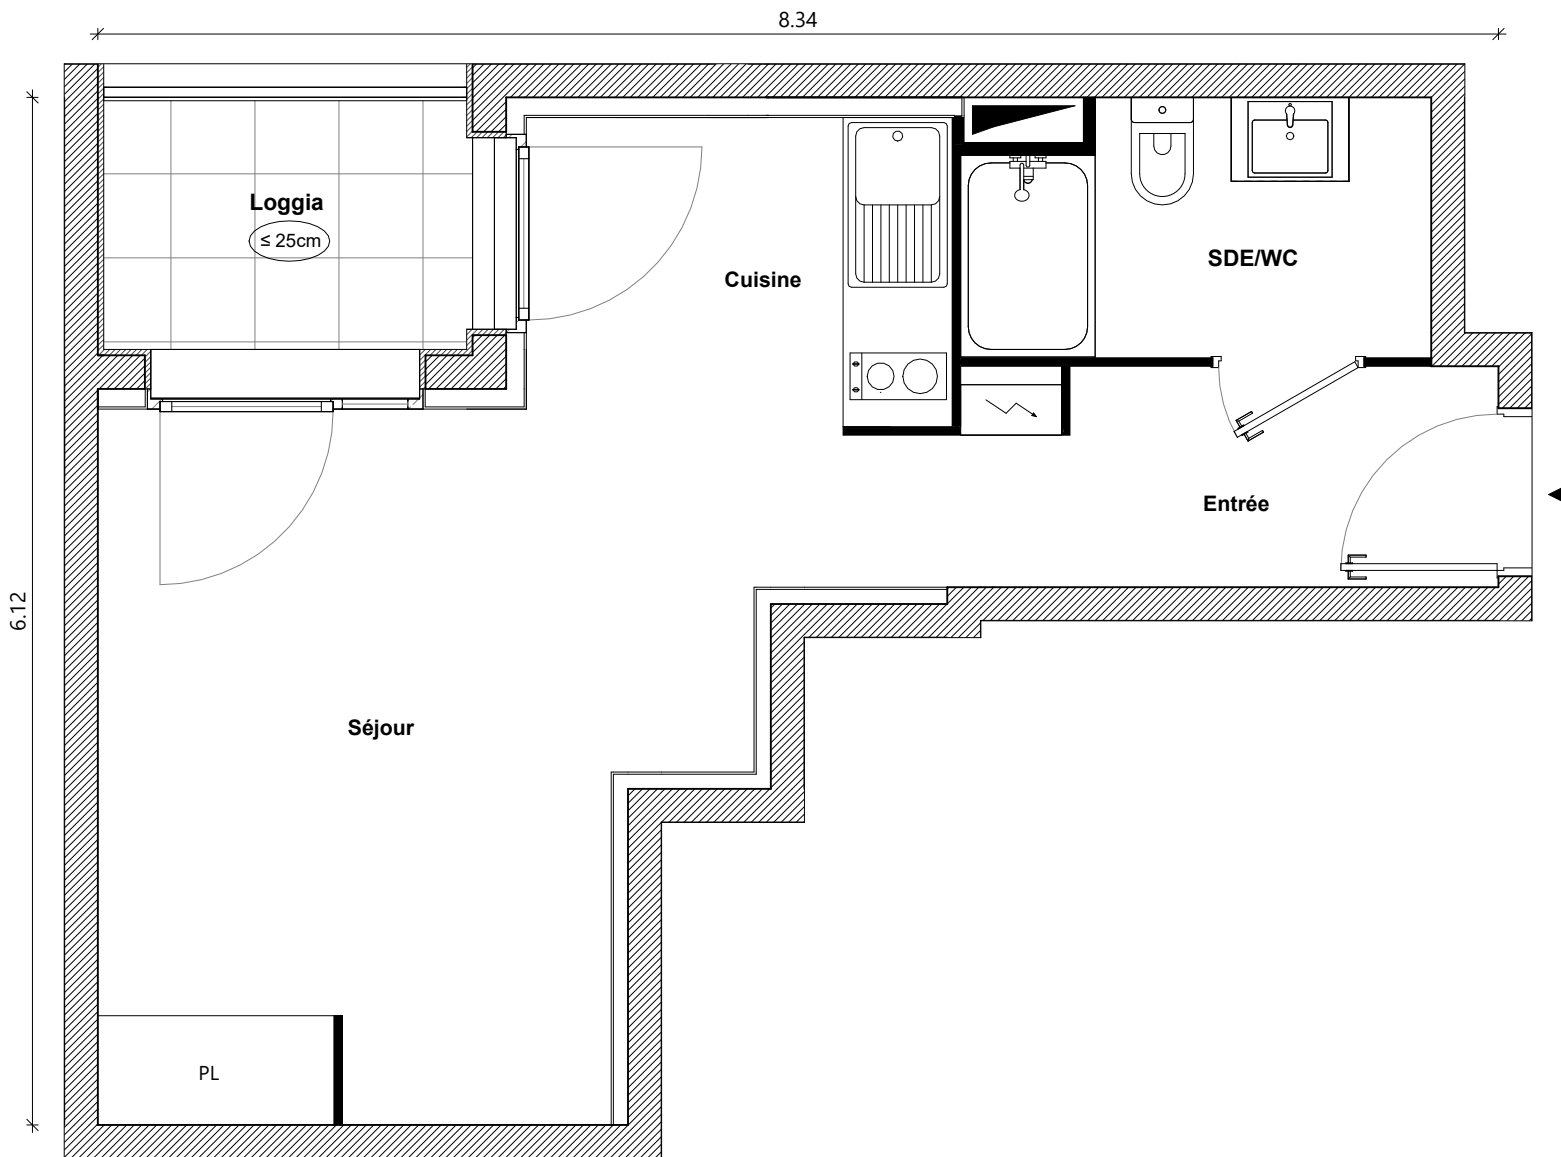 8.34
Loggia
≤ 25cm
Cuisine
SDE/WC
Entrée
6.12
Séjour
PL